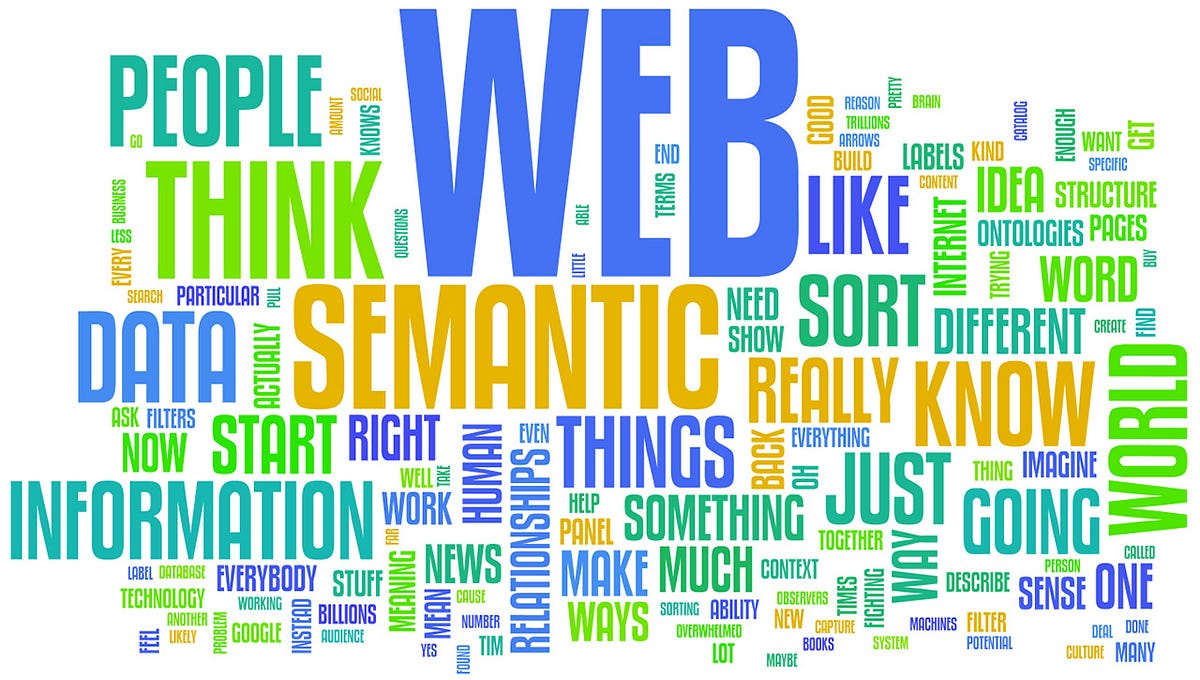 WEB
PEOPLE
GO
AMOUNT
SOCIAL
KNOWS
THINK
BUSINESS
LESS
EVERY
SEARCH
PARTICULAR
PULL
QUESTIONS
END
TERMS
ABLE
LITTLE
GOOD
REASON
PRETTY
BRAIN
TRILLIONS
ARROWS
BUILD
LABELS
KIND
CATALOG
ENOUGH
WANT
GET
SPECIFIC
CONTENT
LIKE
INTERNET
IDEA
STRUCTURE
ONTOLOGIES
PAGES
TRYING
WORD
BUY
SEMANTIC
DATA
ACTUALLY
NEED
SHOW
SORT
DIFFERENT
CREATE
FIND
REALLY
KNOW
WORLD
ASK
FILTERS
NOW
START
RIGHT
HUMAN
EVEN
THINGS
BACK
EVERYTHING
OH
JUST
THING
IMAGINE
WELL
TAKE
INFORMATION
WORK
FAR
RELATIONSHIPS
HELP
PANEL
SOMETHING
GOING
TOGETHER
WAY
CALLED
LABEL
DATABASE
EVERYBODY
STUFF
MEANING
NEWS
MAKE
MUCH
CONTEXT
DESCRIBE
PERSON
SENSE
ONE
TECHNOLOGY
WORKING
INSTEAD
BILLIONS
CAUSE
MEAN
WAYS
SORTING
ABILITY
OBSERVERS
TIMES
FIGHTING
NEW
CAPTURE
ANOTHER
LIKELY
FEEL
PROBLEM
GOOGLE
AUDIENCE
NUMBER
YES
FOUND
TIM
OVERWHELMED
LOT
MAYBE
BOOKS
SYSTEM
MACHINES
FILTER
POTENTIAL
DEAL
DONE
CULTURE
MANY